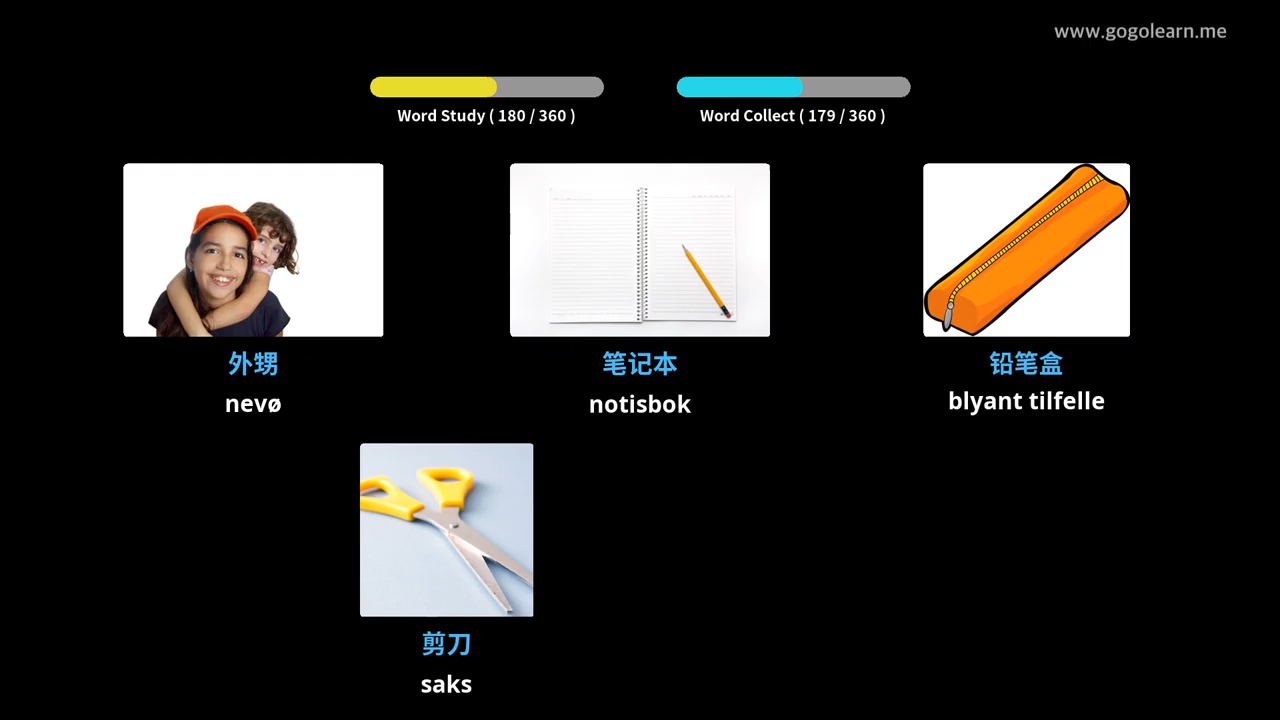 www.gogolearn.me
Word Study ( 180 / 360 )
Word Collect ( 179 / 360 )
外甥
nevø
笔记本
notisbok
铅笔盒
blyant tilfelle
剪刀
saks